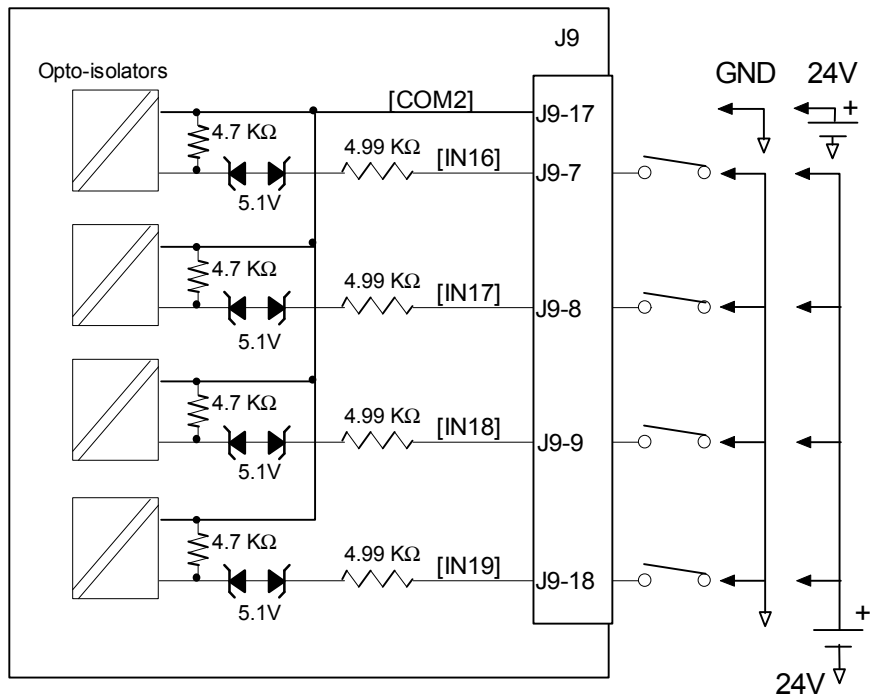 J9
Opto-isolators
GND 24V
[COM2]
J9-17
+
4.7 KΩ
4.99 KΩ
[IN16]
J9-7
5.1V
4.7 KΩ
4.99 KΩ
[IN17]
J9-8
5.1V
4.7 KΩ
4.99 KΩ
[IN18]
J9-9
5.1V
4.7 KΩ
4.99 KΩ
[IN19]
J9-18
5.1V
+
24V